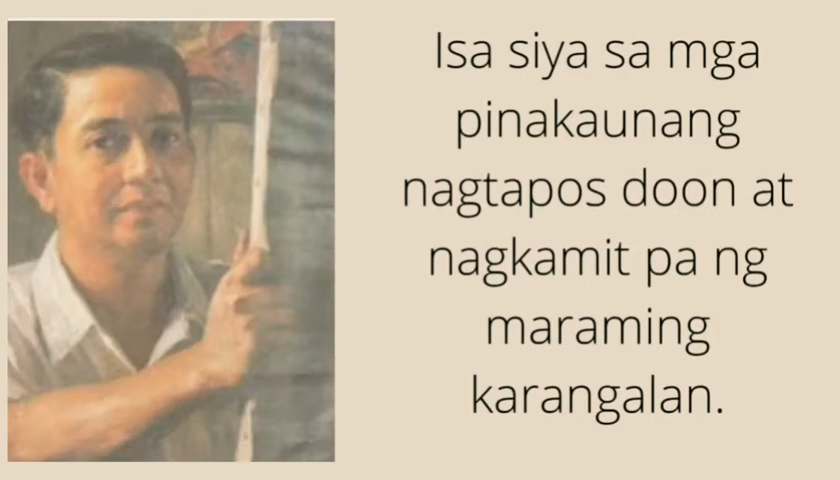 Isa siya sa mga
pinakaunang
nagtapos doon at
nagkamit pa ng
maraming
karangalan.